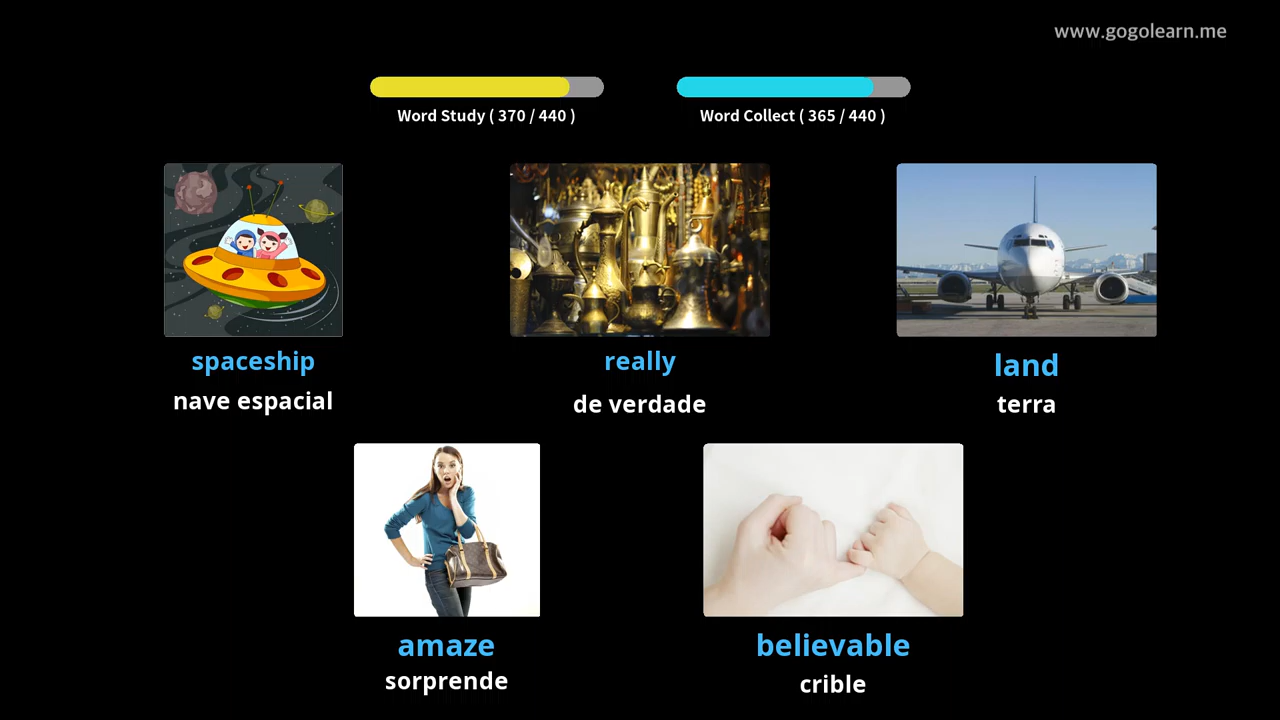 www.gogolearn.me
Word Study ( 370 / 440 )
Word Collect ( 365 / 440 )
spaceship
really
land
nave espacial
de verdade
terra
amaze
believable
sorprende
crible